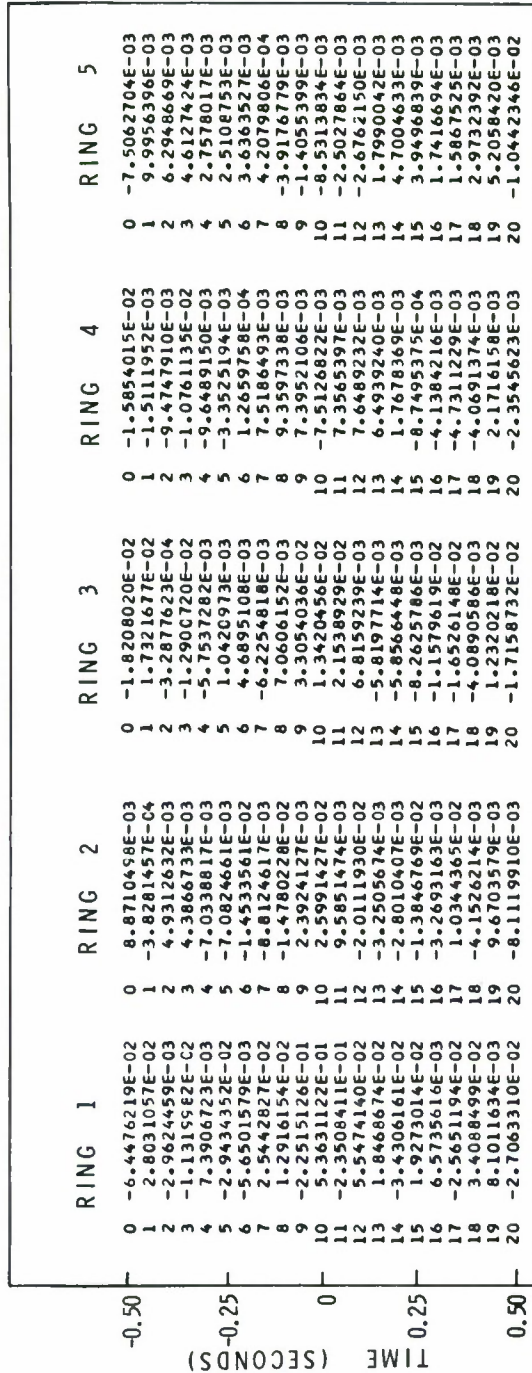 RING 1 RING 2 RING 3 RING 4 RING 5
-0.50 0 -6.4476219E-02 0 8.8710498E-03 0 -1.8208020E-02 0 -1.5854015E-02 0 -7.5062704E-03
1 2.8031057E-02 1 -3.8281457E-C4 1 1.7321677E-02 1 -1.5111952E-03 1 9.9956396E-03
2 -2.9624459E-03 2 4.9312632E-03 2 -3.2877623E-04 2 -9.4747910E-03 2 6.2948669E-03
3 -1.1319982E-C2 3 4.3866733E-03 3 -1.2900720E-02 3 -1.0761135E-02 3 4.6127424E-03
4 7.3906723E-03 4 -7.0338817E-03 4 -5.7537282E-03 4 -9.6489150E-03 4 2.7578017E-03
-0.25 5 -2.9434352E-02 5 -7.0824661E-03 5 1.0420973E-03 5 -3.3525194E-03 5 2.5108753E-03
6 -5.6501579E-03 6 -1.4533561E-02 6 4.6895108E-03 6 1.2659758E-04 6 3.6363527E-03
7 2.5442827E-02 7 -8.8124617E-03 7 -6.2254818E-03 7 7.5186493E-03 7 4.2079806E-04
8 1.2916154E-02 8 -1.4780228E-02 8 7.0606152E-03 8 9.3597338E-03 8 -3.9176779E-03
9 -2.2515126E-01 9 2.3924127E-03 9 3.3054036E-02 9 7.3952106E-03 9 -1.4055399E-03
0 10 5.3631122E-01 10 2.5991427E-02 10 1.3420456E-02 10 -7.5126822E-03 10 -8.5313834E-03
11 -2.3508411E-01 11 9.5851474E-03 11 2.1538929E-02 11 7.3565397E-03 11 -2.5027864E-03
12 5.5474140E-02 12 -2.0111930E-02 12 6.8159239E-03 12 7.6489232E-03 12 -2.6762150E-03
13 1.8468674E-02 13 -3.2505674E-03 13 -5.8197714E-03 13 6.4939240E-03 13 1.7990042E-03
14 -3.4306161E-02 14 -2.8010407E-03 14 -5.8566448E-03 14 1.7678369E-03 14 4.7004633E-03
0.25 15 1.9273014E-02 15 -1.3846769E-02 15 -8.2625786E-03 15 -8.7495375E-04 15 3.9496839E-03
16 6.5735616E-03 16 -3.2693163E-03 16 -1.1579619E-02 16 -4.1384216E-03 16 1.7416694E-03
17 -2.5651194E-02 17 1.0344365E-02 17 -1.6526148E-02 17 -4.7311229E-03 17 1.5867525E-03
18 3.4088499E-02 18 -4.1526214E-03 18 -4.0890586E-03 18 -4.0691374E-03 18 2.9732392E-03
19 8.1011634E-03 19 9.6703579E-03 19 1.2320218E-02 19 2.1716158E-03 19 5.2058420E-03
0.50 20 -2.7063310E-02 20 -8.1119910E-03 20 -1.7158732E-02 20 -2.3545623E-03 20 -1.0442346E-02
TIME
(SECONDS)